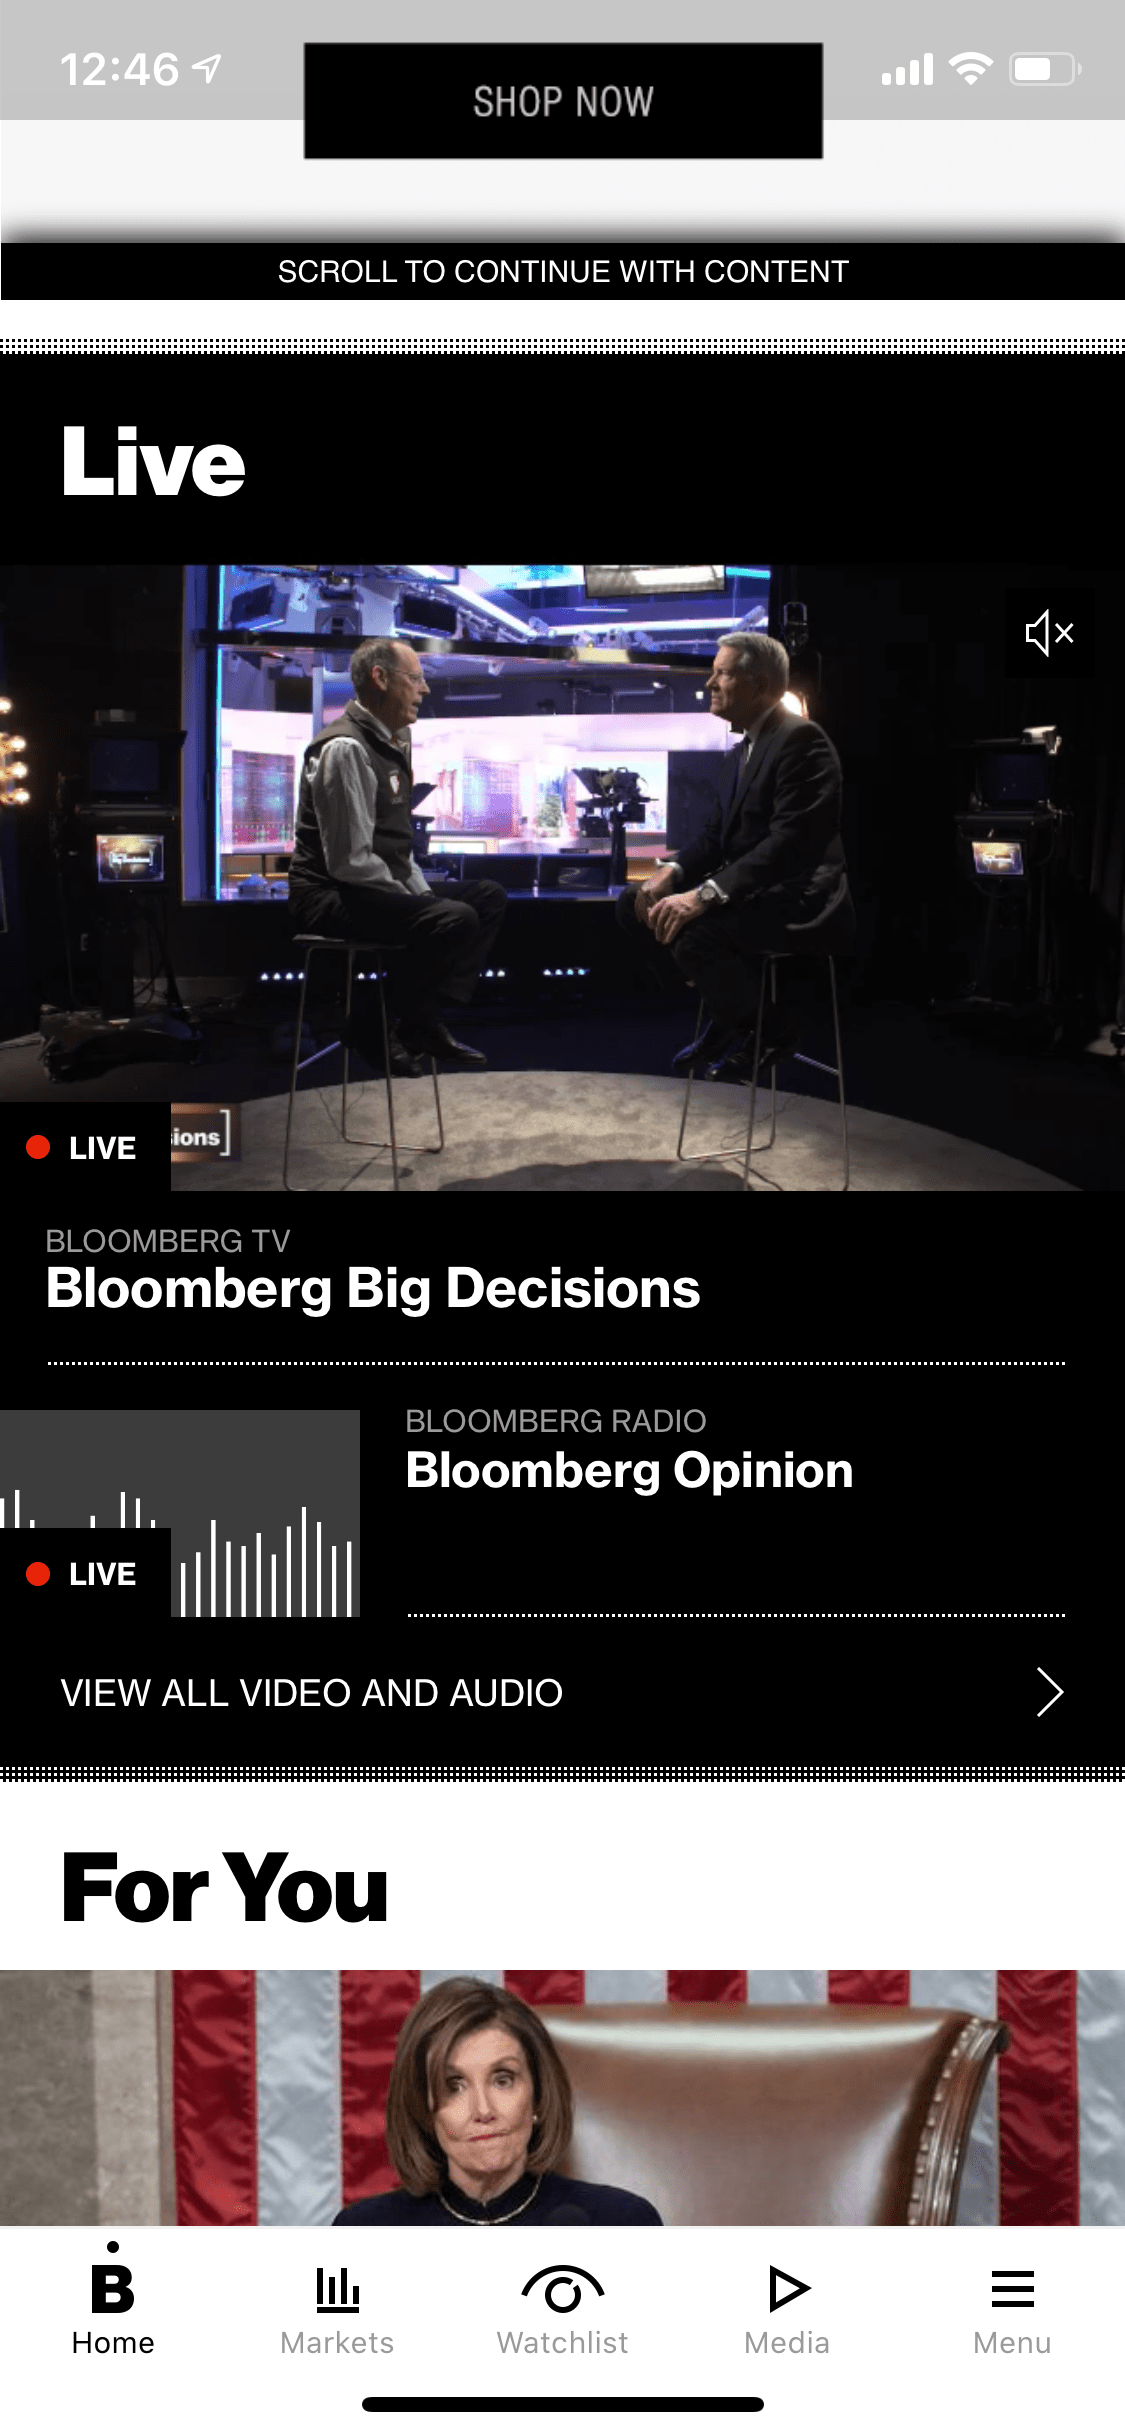 12:46
SHOP NOW
SCROLL TO CONTINUE WITH CONTENT
Live
LIVE
sions]
BLOOMBERG TV
Bloomberg Big Decisions
BLOOMBERG RADIO
Bloomberg Opinion
LIVE
VIEW ALL VIDEO AND AUDIO
For You
B
Home
Markets
Watchlist
Media
Menu